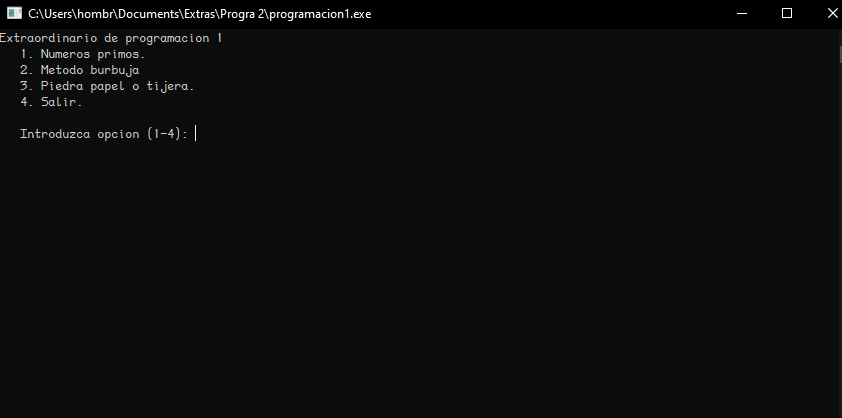 C:\Users\hombr\Documents\Extras\Progra 2\programacion1.exe
Extraordinario de programacion 1
1. Numeros primos.
2. Metodo burbuja
3. Piedra papel o tijera.
4. Salir.
Introduzca opcion (1-4):